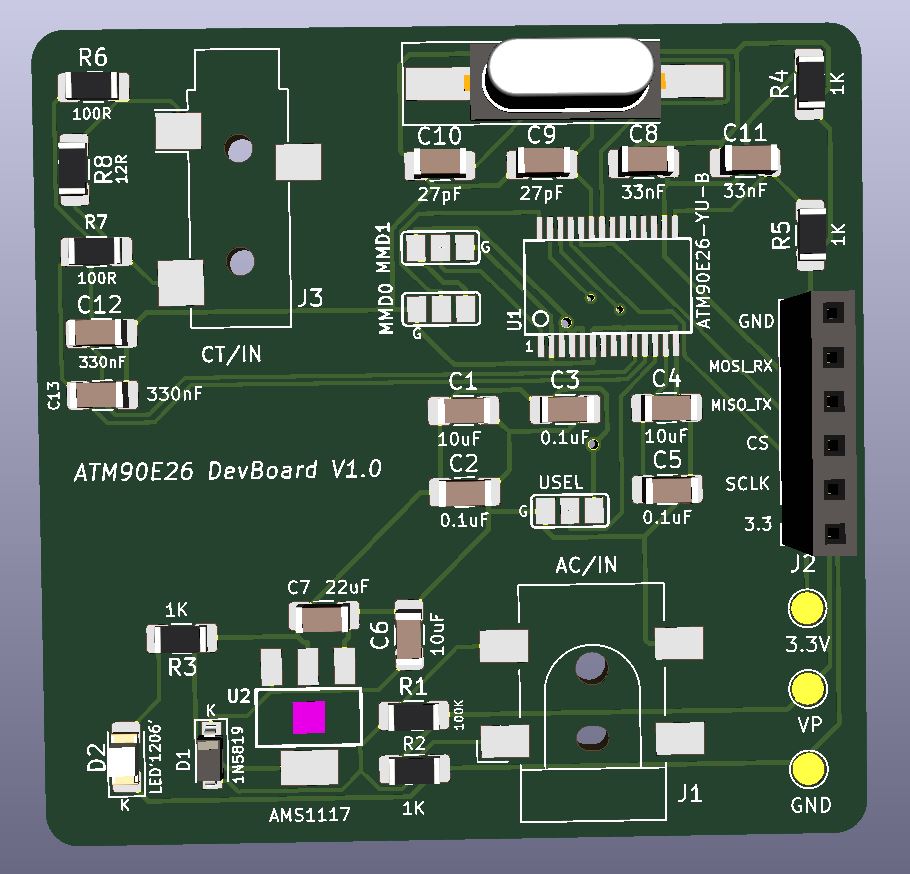 R6
100R
R8
12R
R7
100R
C12
330nF
C13
330nF
J3
CT/IN
C10
27pF
C9
27pF
C8
33nF
C11
33nF
R4
1K
R5
1K
MMD1
G
MMD0
G
U1
1
ATM90E26-YU-B
GND
MOSI_RX
MISO_TX
CS
SCLK
3.3
J2
C1
10uF
C3
0.1uF
C4
10uF
C2
0.1uF
USEL
G
C5
0.1uF
ATM90E26 DevBoard V1.0
AC/IN
C7 22uF
C6
10uF
1K
R3
U2
AMS1117
R1
100K
R2
1K
D2
LED'1206'
K
K
D1
1N5819
J1
3.3V
VP
GND